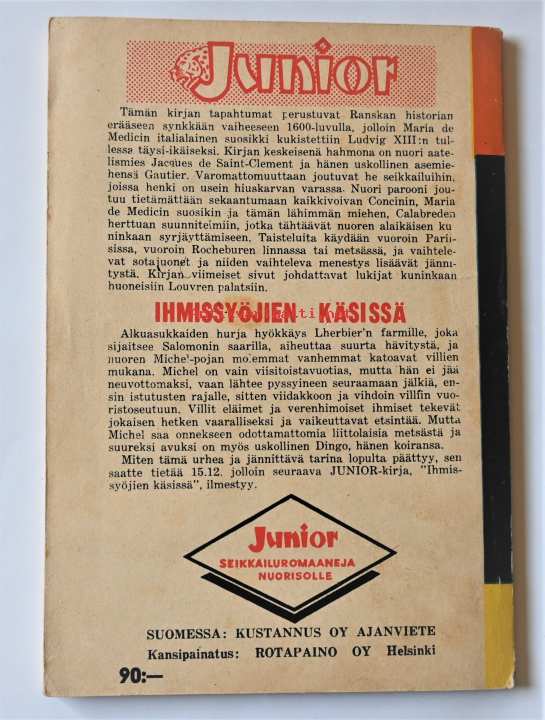 Junior
Tämän kirjan tapahtumat perustuvat Ranskan historian
erääseen synkkään vaiheeseen 1600-luvulla, jolloin Maria de
Medicin italialainen suosikki kukistettiin Ludvig XIII:n tul-
lessa täysi-ikäiseksi. Kirjan keskeisenä hahmona on nuori aate-
lismies Jacques de Saint-Clement ja hänen uskollinen asemie-
hensä Gautier. Varomattomuuttaan joutuvat he seikkailuihin,
joissa henki on usein hiuskarvan varassa. Nuori parooni jou-
tuu tietämättään sekaantumaan kaikkivoivan Concinin, Maria
de Medicin suosikin ja tämän lähimmän miehen, Calabreden
herttuan suunnitelmiin, jotka tähtäävät nuoren alaikäisen ku-
ninkaan syrjäyttämiseen. Taisteluita käydään vuoroin Parii-
sissa, vuoroin Rocheburen linnassa tai metsässä, ja vaihtele-
vat sotajuonet ja niiden vaihteleva menestys lisäävät jänni-
tystä. Kirjan viimeiset sivut johdattavat lukijat kuninkaan
huoneisiin Louvren palatsiin.
IHMISSYÖJIEN KÄSISSÄ
Alkuasukkaiden hurja hyökkäys Lherbier'n farmille, joka
sijaitsee Salomonin saarilla, aiheuttaa suurta hävitystä, ja
nuoren Michel-pojan molemmat vanhemmat katoavat villien
mukana. Michel on vain viisitoistavuotias, mutta hän ei jää
neuvottomaksi, vaan lähtee pyssyineen seuraamaan jälkiä, en-
sin istutusten rajalle, sitten viidakkoon ja vihdoin villfin vuo-
ristoseutuun. Villit eläimet ja verenhimoiset ihmiset tekevät
jokaisen hetken vaaralliseksi ja vaikeuttavat etsintää. Mutta
Michel saa onnekseen odottamattomia liittolaisia metsästä ja
suureksi avuksi on myös uskollinen Dingo, hänen koiransa.
Miten tämä urhea ja jännittävä tarina lopulta päättyy, sen
saatte tietää 15.12. jolloin seuraava JUNIOR-kirja, "Ihmis-
syöjien käsissä", ilmestyy.
Junior
SEIKKAILUROMAANEJA
NUORISOLLE
SUOMESSA: KUSTANNUS OY AJANVIETE
Kansipainatus: ROTAPAINO OY Helsinki
90:—